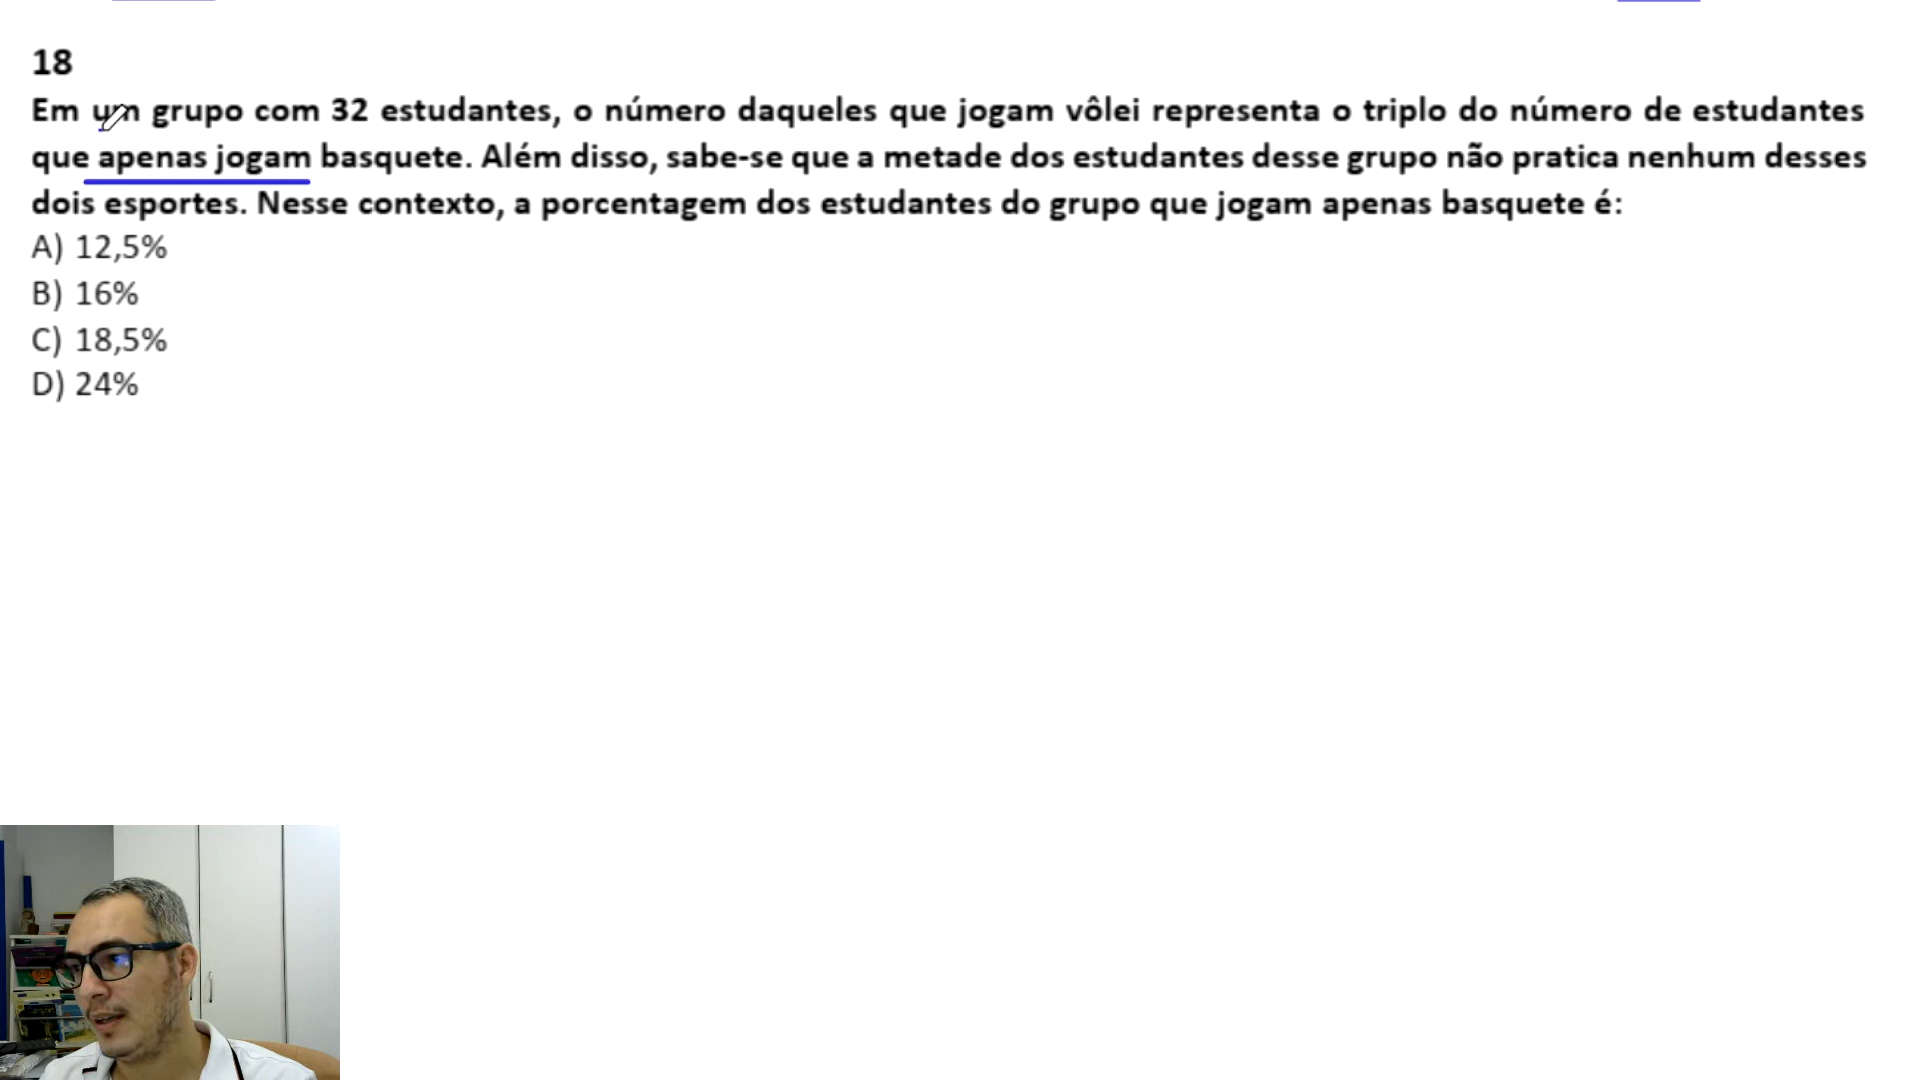 18
Em um grupo com 32 estudantes, o número daqueles que jogam vôlei representa o triplo do número de estudantes
que apenas jogam basquete. Além disso, sabe-se que a metade dos estudantes desse grupo não pratica nenhum desses
dois esportes. Nesse contexto, a porcentagem dos estudantes do grupo que jogam apenas basquete é:
A) 12,5%
B) 16%
C) 18,5%
D) 24%